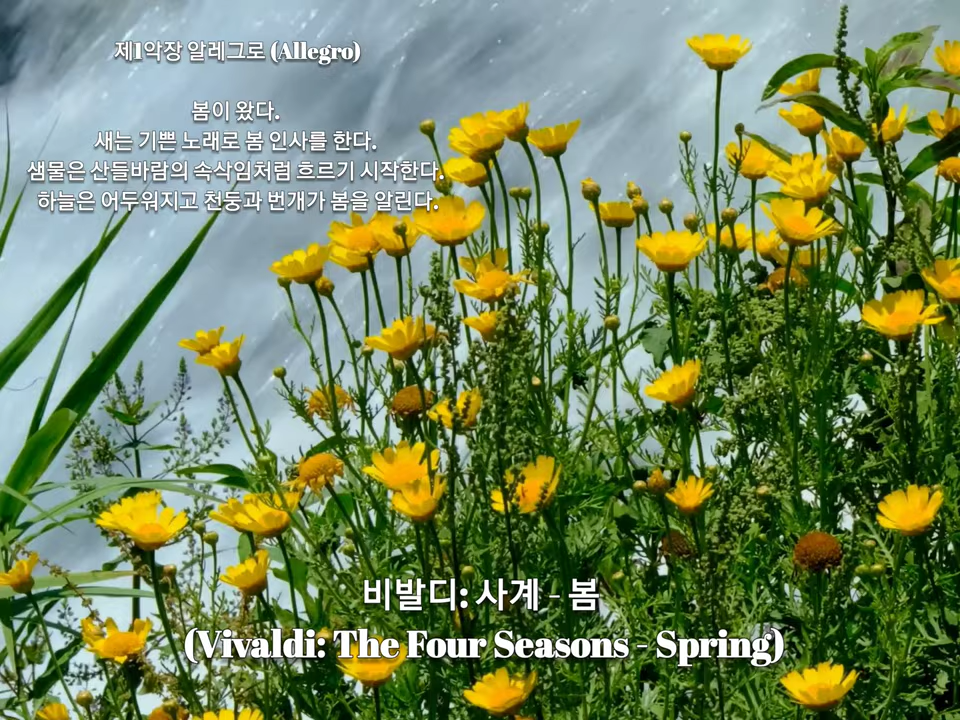 제1악장 알레그로 (Allegro)
봄이 왔다.
새는 기쁜 노래로 봄 인사를 한다.
샘물은 산들바람의 속삭임처럼 흐르기 시작한다.
하늘은 어두워지고 천둥과 번개가 봄을 알린다.
비발디: 사계 - 봄
(Vivaldi: The Four Seasons - Spring)